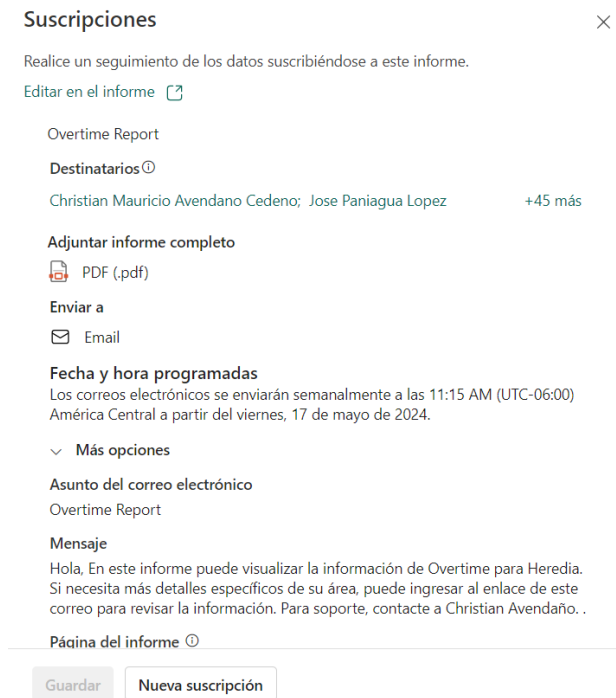 Suscripciones
Realice un seguimiento de los datos suscribiéndose a este informe.
Editar en el informe
Overtime Report
Destinatarios
Christian Mauricio Avendano Cedeno; Jose Paniagua Lopez +45 más
Adjuntar informe completo
PDF (.pdf)
Enviar a
Email
Fecha y hora programadas
Los correos electrónicos se enviarán semanalmente a las 11:15 AM (UTC-06:00)
América Central a partir del viernes, 17 de mayo de 2024.
Más opciones
Asunto del correo electrónico
Overtime Report
Mensaje
Hola, En este informe puede visualizar la información de Overtime para Heredia.
Si necesita más detalles específicos de su área, puede ingresar al enlace de este
correo para revisar la información. Para soporte, contacte a Christian Avendaño. .
Página del informe
Guardar Nueva suscripción